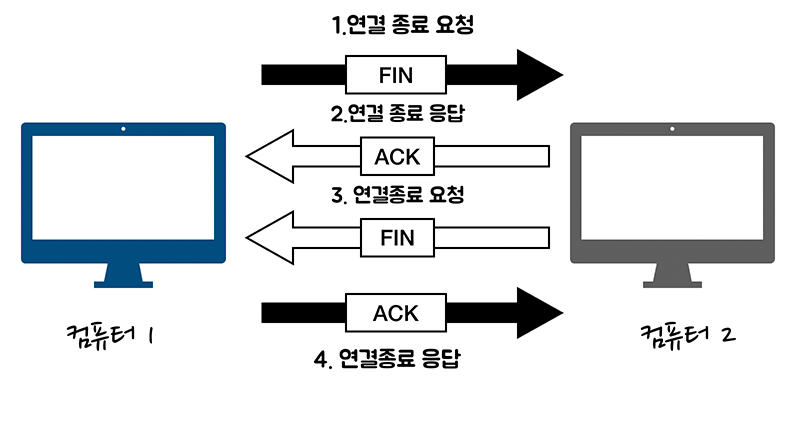 1.연결 종료 요청
FIN
2.연결 종료 응답
ACK
3. 연결종료 요청
FIN
ACK
4. 연결종료 응답
컴퓨터 1
컴퓨터 2